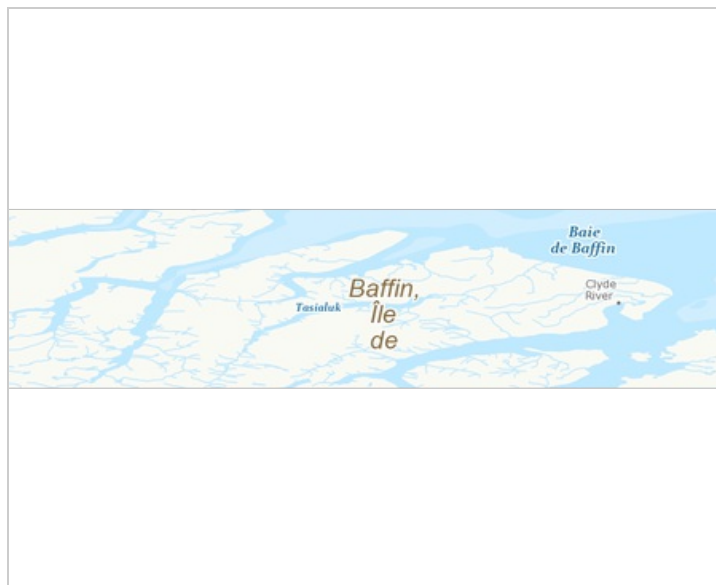 Baie
de Baffin
Clyde
River
Baffin,
Île
de
Tasialuk